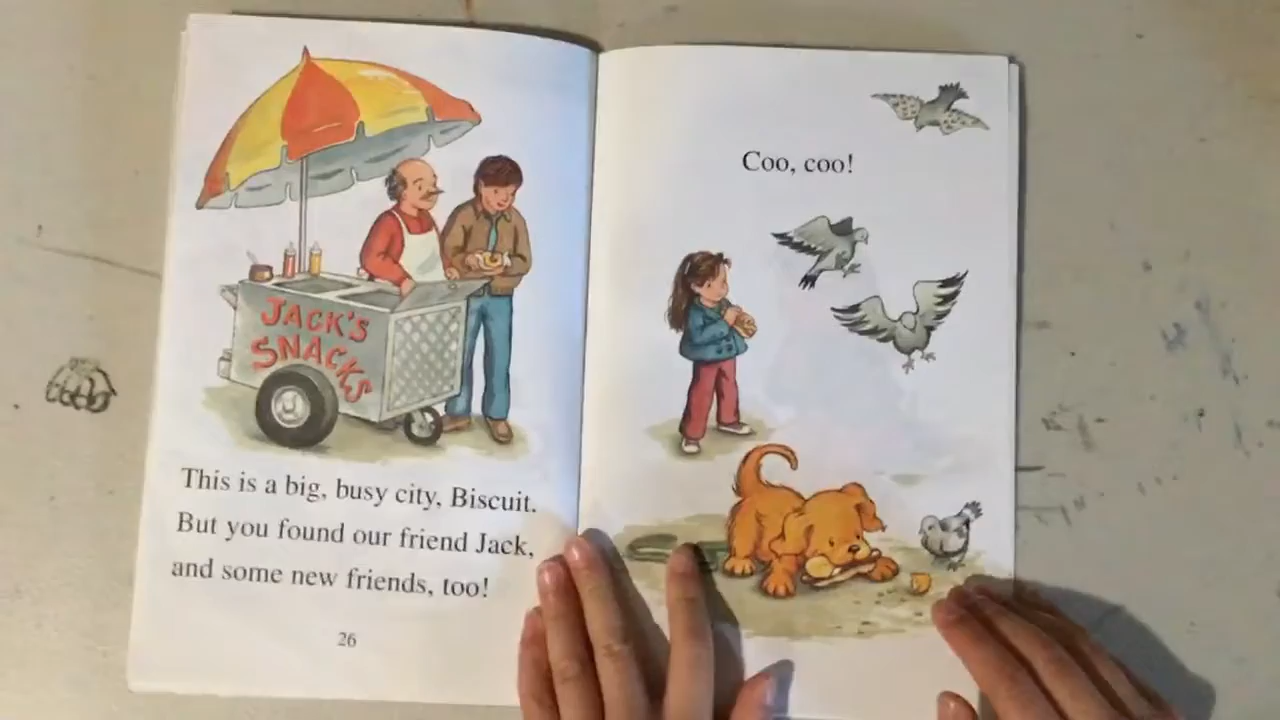 JACK'S
SNACKS
This is a big, busy city, Biscuit.
But you found our friend Jack,
and some new friends, too!
26
Coo, coo!